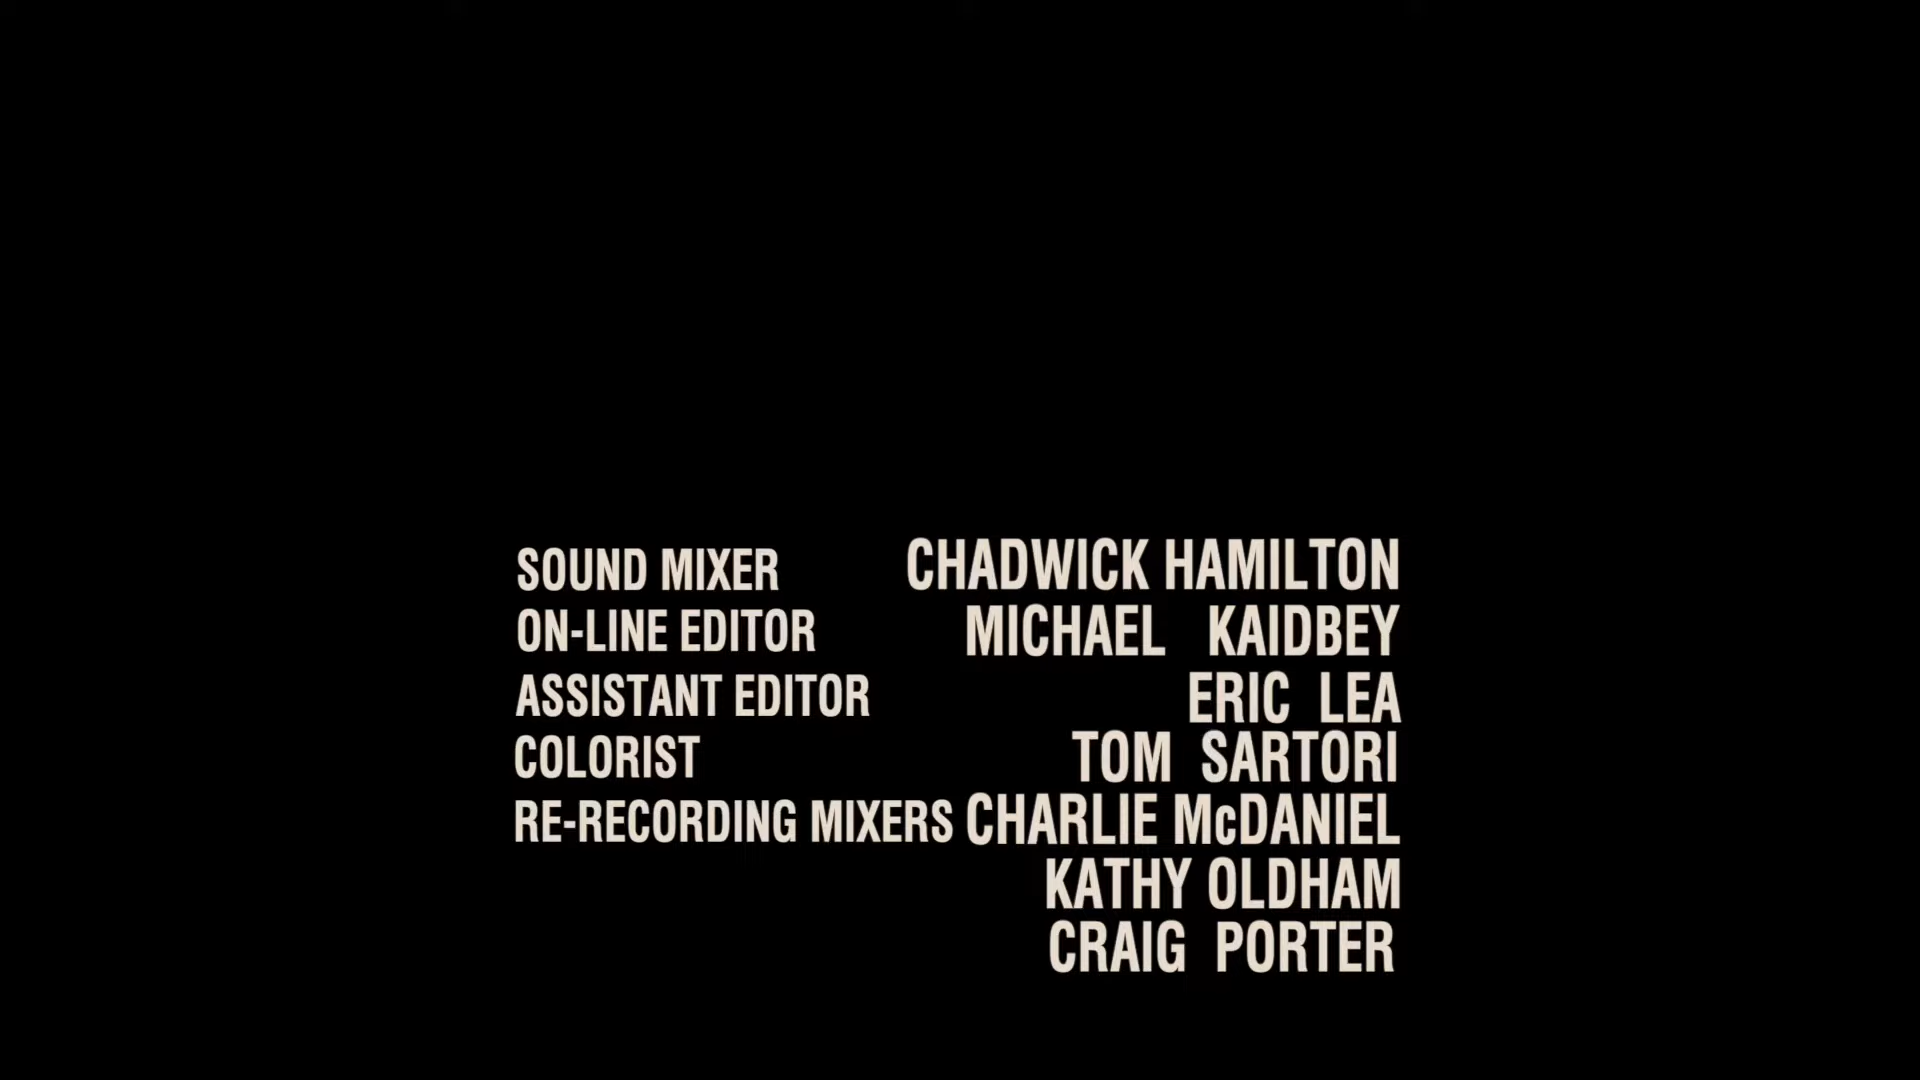 SOUND MIXER CHADWICK HAMILTON
ON-LINE EDITOR MICHAEL KAIDBEY
ASSISTANT EDITOR ERIC LEA
COLORIST TOM SARTORI
RE-RECORDING MIXERS CHARLIE McDANIEL
KATHY OLDHAM
CRAIG PORTER